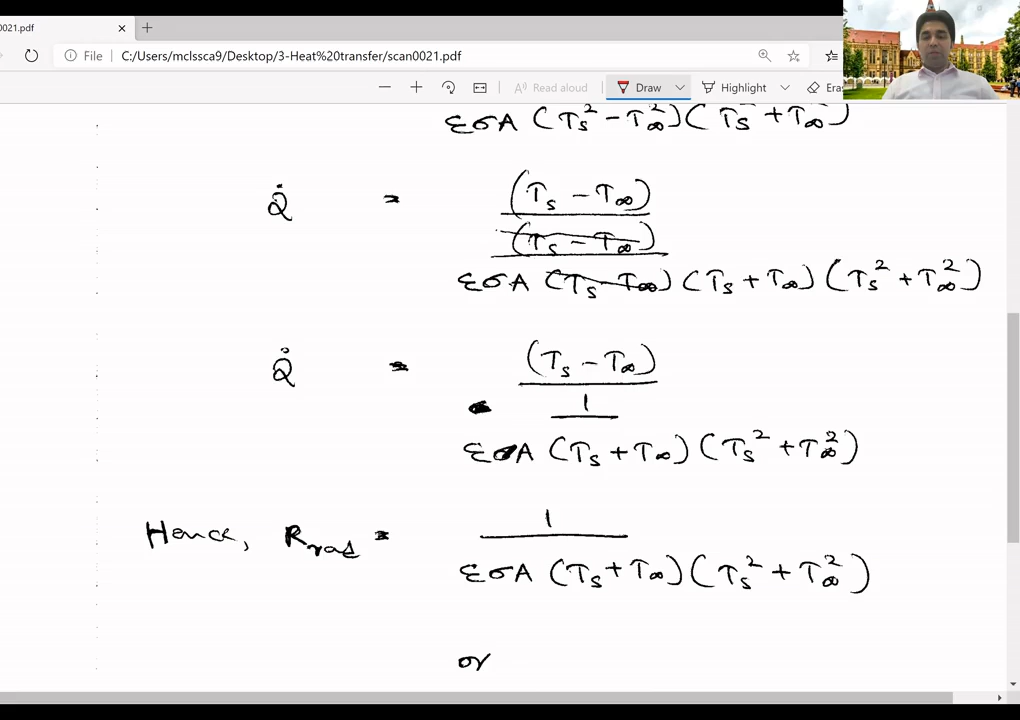 0021.pdf
File C:/Users/mclssca9/Desktop/3-Heat%20transfer/scan0021.pdf
Read aloud Draw Highlight Era
εσA (Ts² - T∞²)(Ts² + T∞²)
Q̇ = (Ts - T∞)
(Ts - T∞)
εσA (Ts - T∞) (Ts + T∞) (Ts² + T∞²)
Q̇ = (Ts - T∞)
1
εσA (Ts + T∞) (Ts² + T∞²)
Hence, Rrad = 1
εσA (Ts + T∞) (Ts² + T∞²)
or